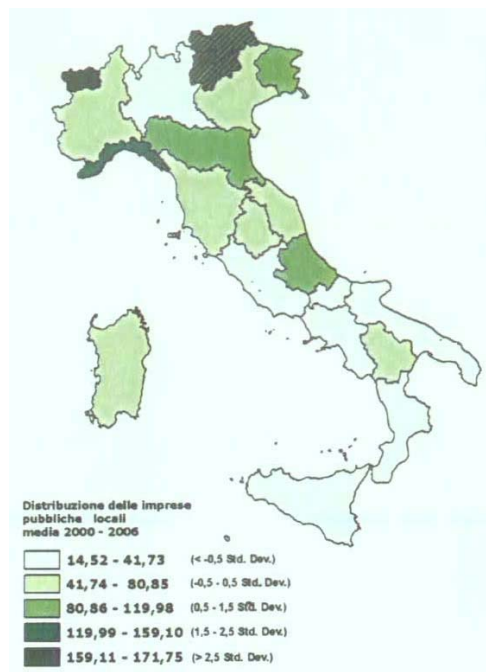 Distribuzione delle imprese
pubbliche locali
media 2000 - 2006
14,52 - 41,73 (< -0,5 Std. Dev.)
41,74 - 80,85 (-0,5 - 0,5 Std. Dev.)
80,86 - 119,98 (0,5 - 1,5 Std. Dev.)
119,99 - 159,10 (1,5 - 2,5 Std. Dev.)
159,11 - 171,75 (> 2,5 Std. Dev.)